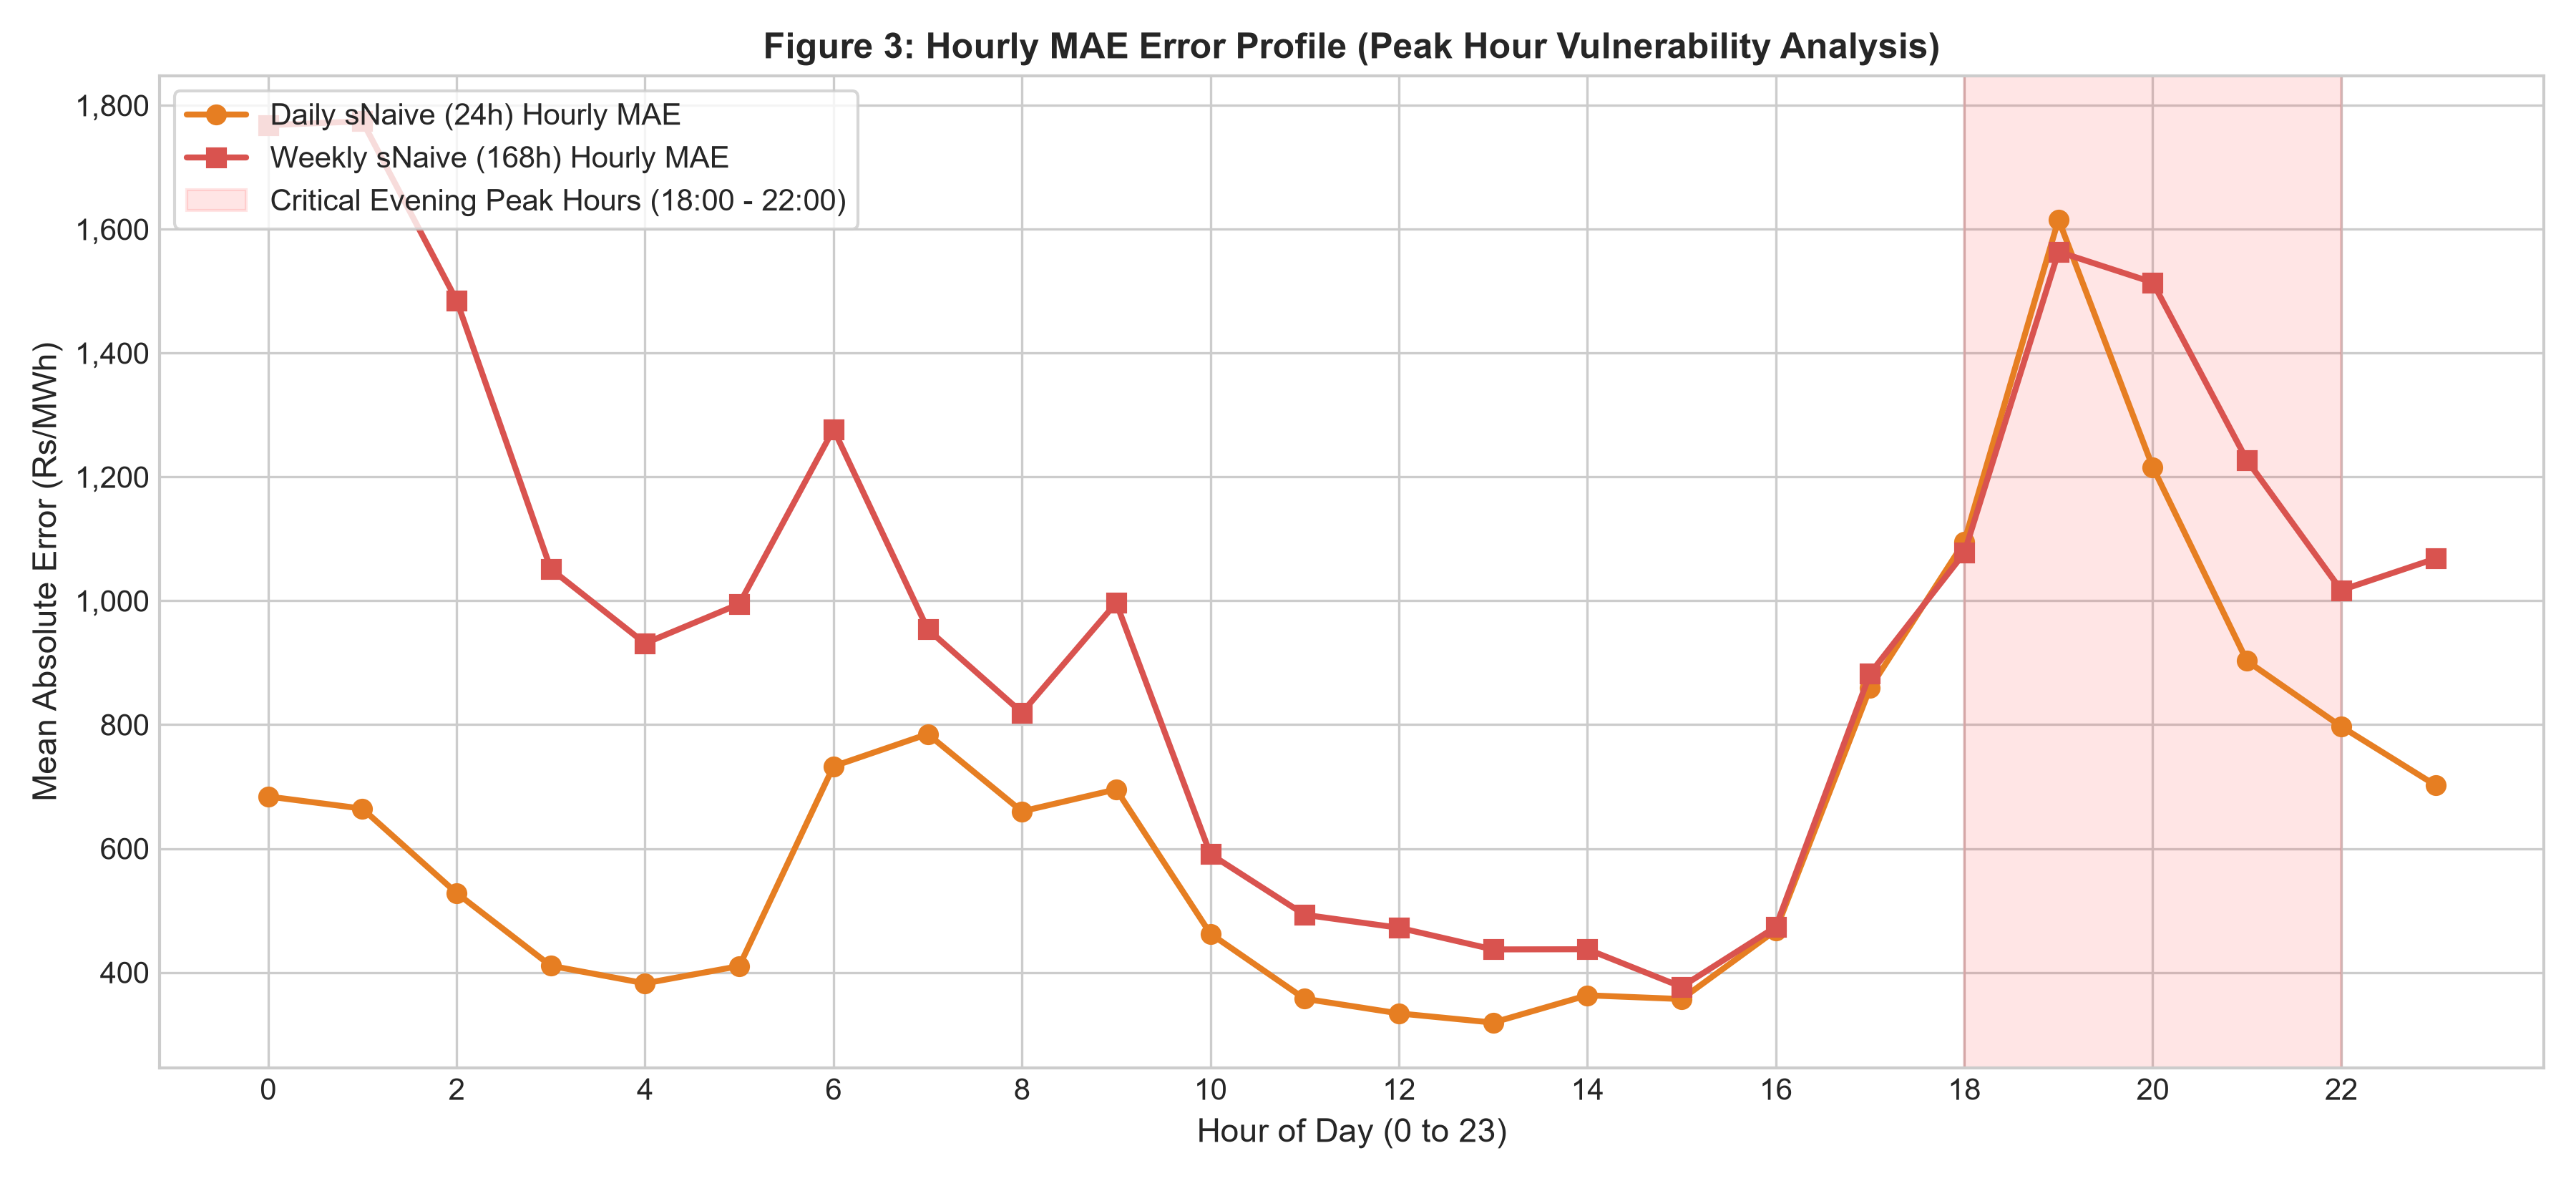 Figure 3: Hourly MAE Error Profile (Peak Hour Vulnerability Analysis)
Daily sNaive (24h) Hourly MAE
Weekly sNaive (168h) Hourly MAE
Critical Evening Peak Hours (18:00 - 22:00)
Mean Absolute Error (Rs/MWh)
1,800
1,600
1,400
1,200
1,000
800
600
400
0 2 4 6 8 10 12 14 16 18 20 22
Hour of Day (0 to 23)